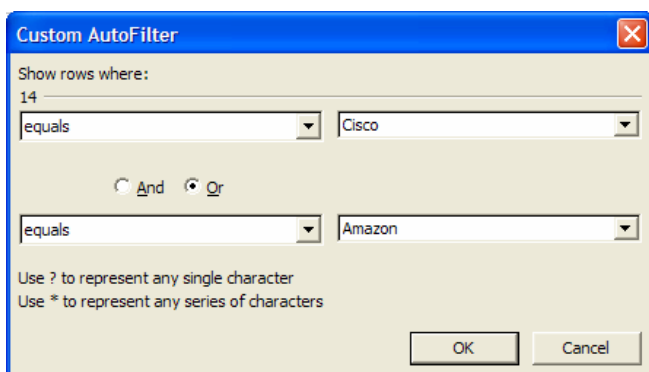 Custom AutoFilter
Show rows where:
14
equals Cisco
And Or
equals Amazon
Use ? to represent any single character
Use * to represent any series of characters
OK Cancel